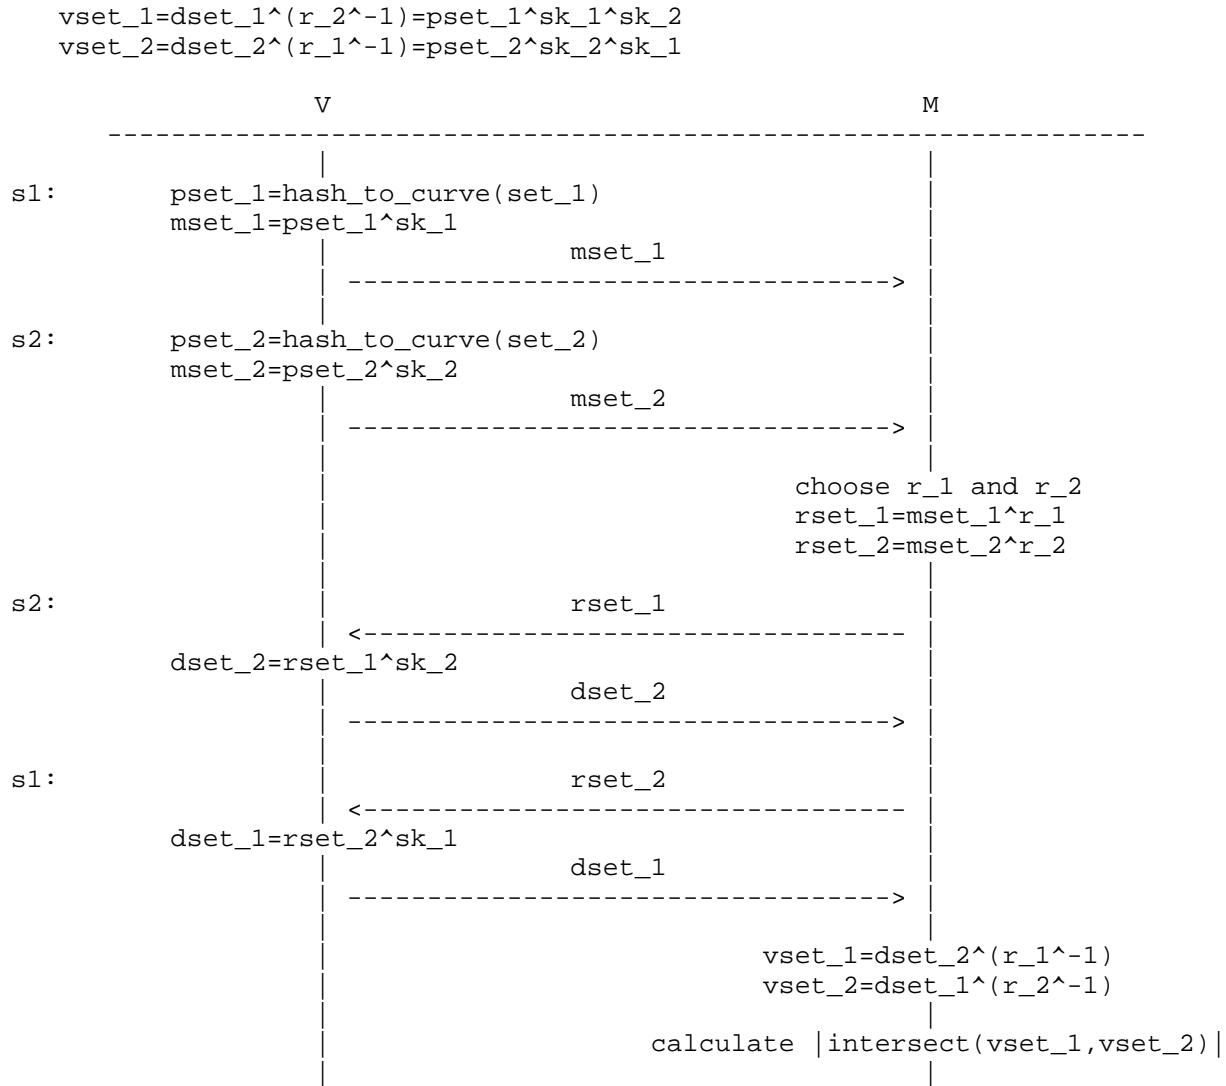 vset_1=dset_1^(r_2^-1)=pset_1^sk_1^sk_2
vset_2=dset_2^(r_1^-1)=pset_2^sk_2^sk_1
V M
s1: pset_1=hash_to_curve(set_1)
mset_1=pset_1^sk_1
mset_1
s2: pset_2=hash_to_curve(set_2)
mset_2=pset_2^sk_2
mset_2
choose r_1 and r_2
rset_1=mset_1^r_1
rset_2=mset_2^r_2
s2: rset_1
dset_2=rset_1^sk_2
dset_2
s1: rset_2
dset_1=rset_2^sk_1
dset_1
vset_1=dset_2^(r_1^-1)
vset_2=dset_1^(r_2^-1)
calculate |intersect(vset_1,vset_2)|